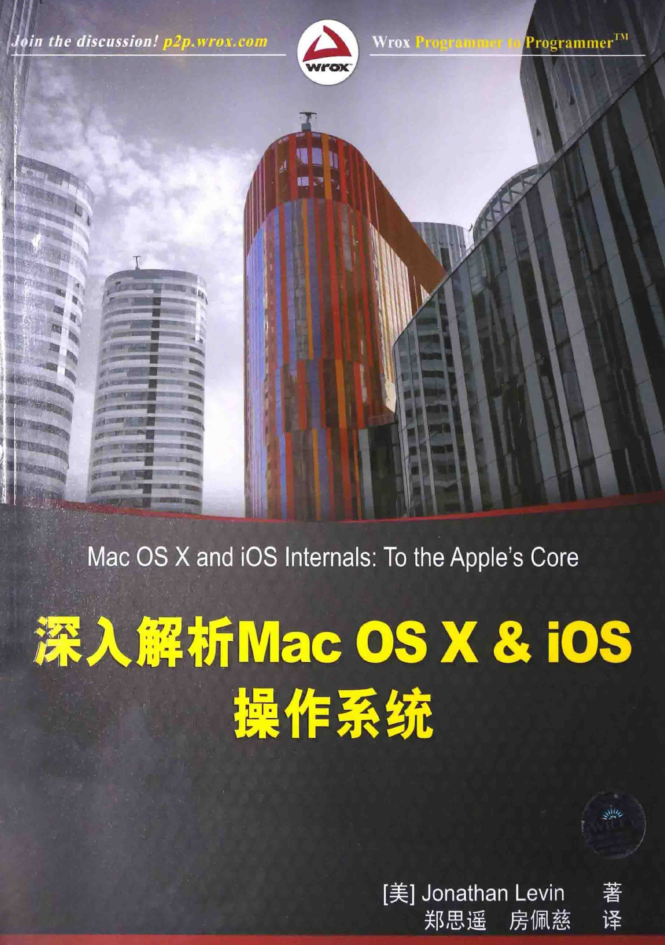 Join the discussion! p2p.wrox.com
Wrox Programmer to Programmer™
wrox
Mac OS X and iOS Internals: To the Apple's Core
深入解析Mac OS X & iOS
操作系统
[美] Jonathan Levin 著
郑思遥 房佩慈 译